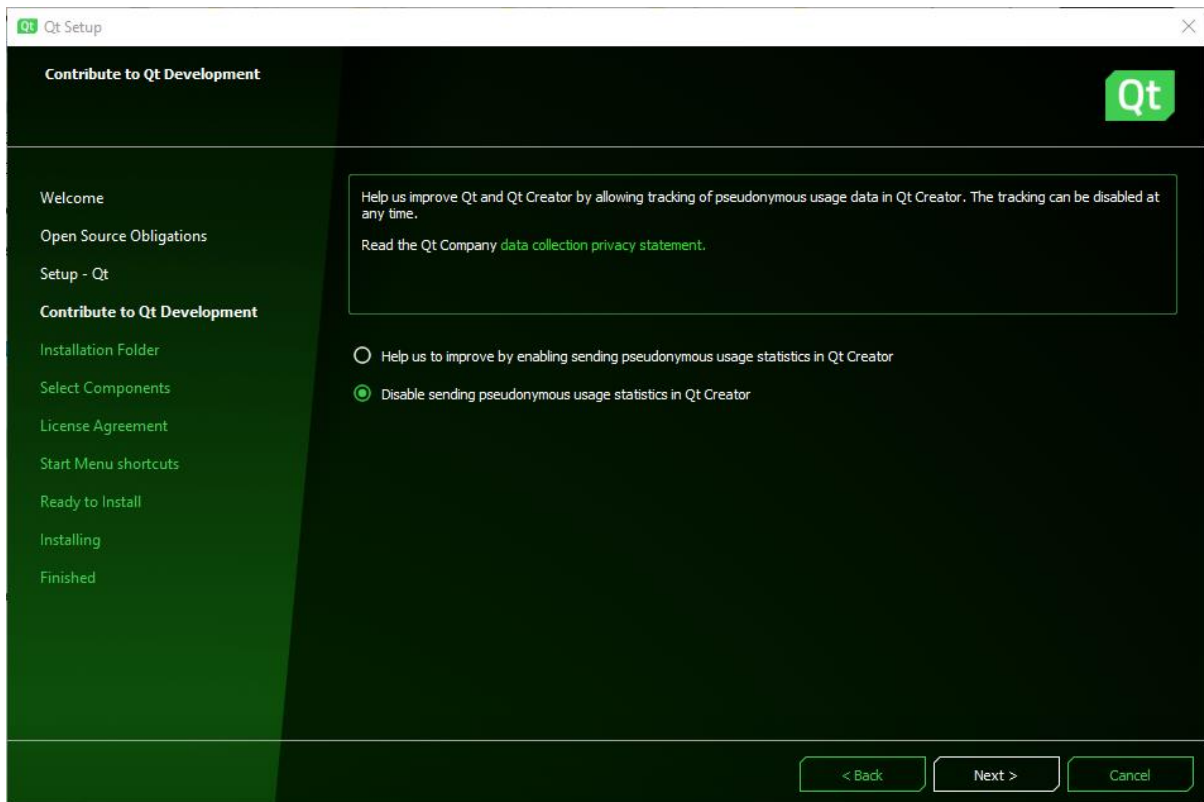 Qt Qt Setup
Contribute to Qt Development
Qt
Welcome
Open Source Obligations
Setup - Qt
Contribute to Qt Development
Installation Folder
Select Components
License Agreement
Start Menu shortcuts
Ready to Install
Installing
Finished
Help us improve Qt and Qt Creator by allowing tracking of pseudonymous usage data in Qt Creator. The tracking can be disabled at
any time.
Read the Qt Company data collection privacy statement.
Help us to improve by enabling sending pseudonymous usage statistics in Qt Creator
Disable sending pseudonymous usage statistics in Qt Creator
< Back
Next >
Cancel